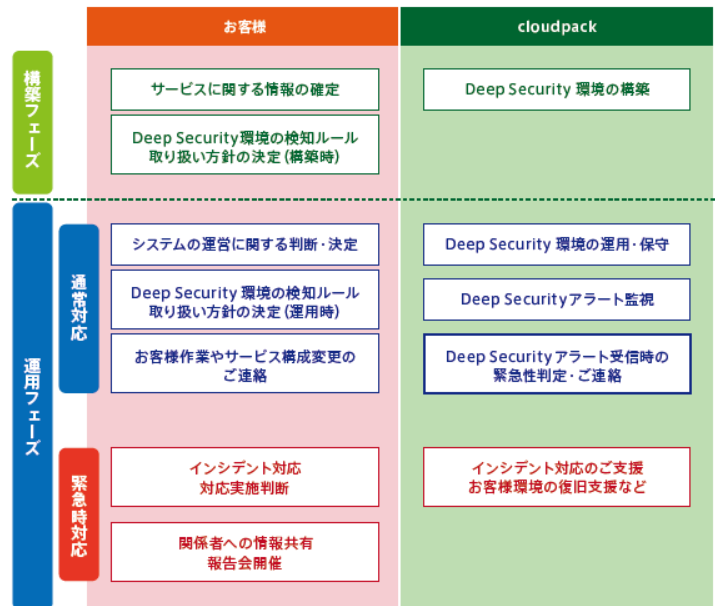 お客様
cloudpack
構築フェーズ
サービスに関する情報の確定
Deep Security環境の検知ルール
取り扱い方針の決定(構築時)
Deep Security 環境の構築
運用フェーズ
通常対応
システムの運営に関する判断・決定
Deep Security 環境の検知ルール
取り扱い方針の決定(運用時)
お客様作業やサービス構成変更の
ご連絡
Deep Security 環境の運用・保守
Deep Securityアラート監視
Deep Securityアラート受信時の
緊急性判定・ご連絡
緊急時対応
インシデント対応
対応実施判断
関係者への情報共有
報告会開催
インシデント対応のご支援
お客様環境の復旧支援など